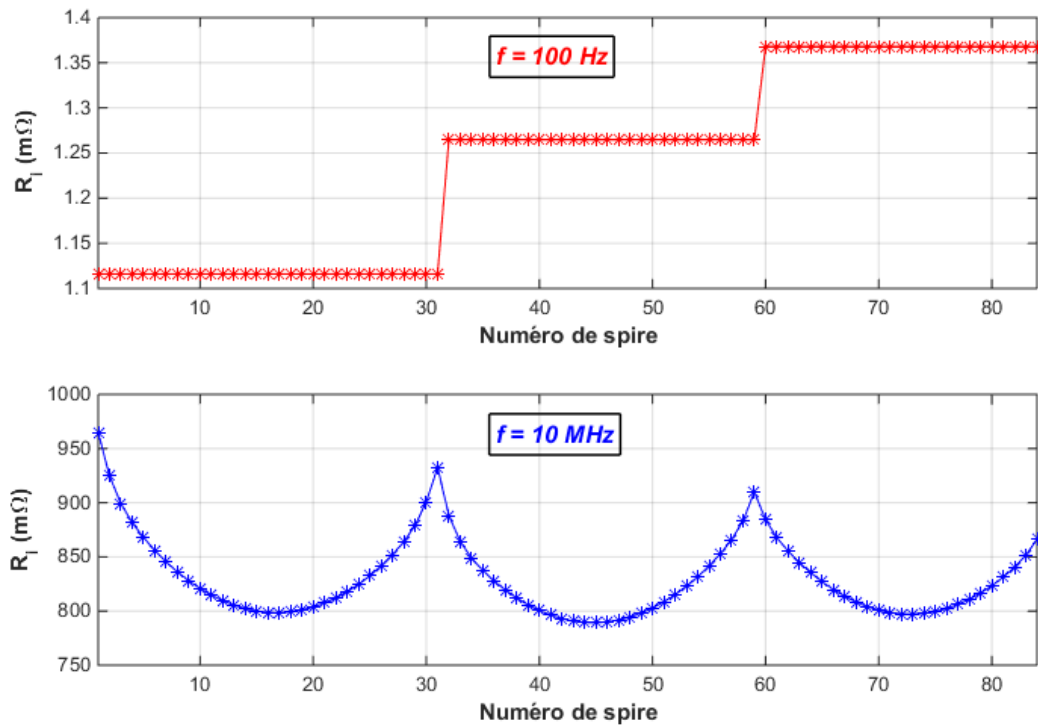 1.4
1.35
1.3
1.25
1.2
1.15
1.1
R_i (mΩ)
f = 100 Hz
10 20 30 40 50 60 70 80
Numéro de spire
1000
950
900
850
800
750
R_i (mΩ)
f = 10 MHz
10 20 30 40 50 60 70 80
Numéro de spire